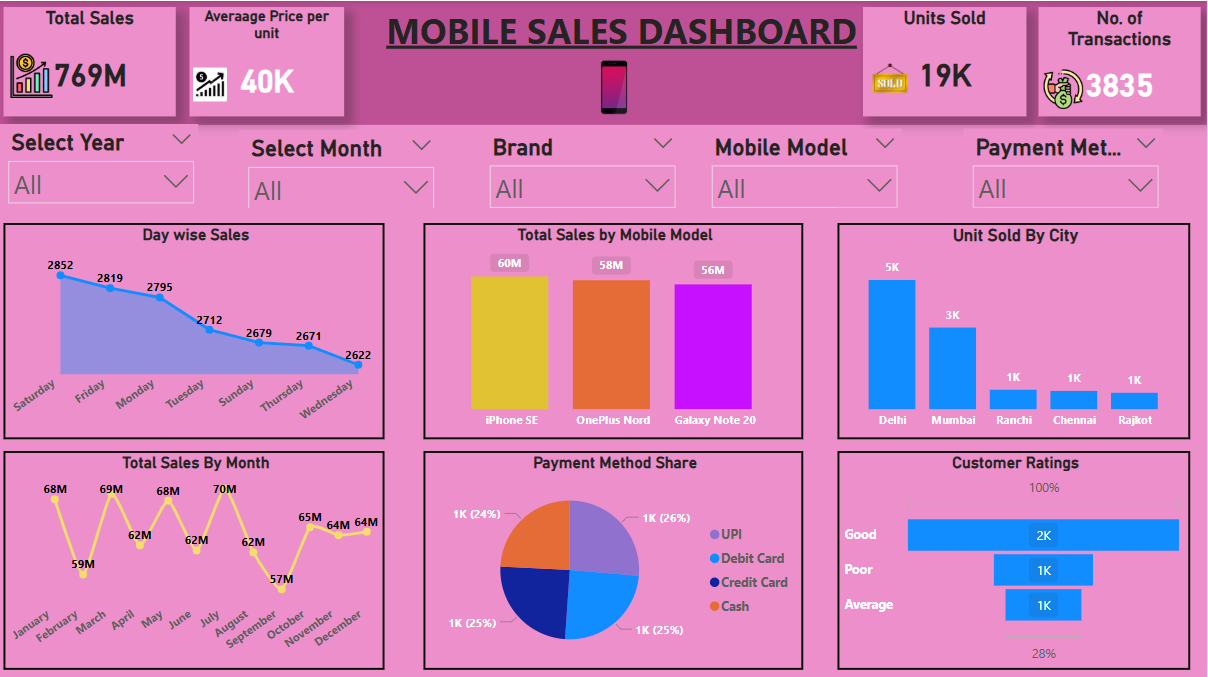 Total Sales
769M
Averaage Price per
unit
40K
MOBILE SALES DASHBOARD
Units Sold
SOLD
19K
No. of
Transactions
3835
Select Year
All
Select Month
All
Brand
All
Mobile Model
All
Payment Met...
All
Day wise Sales
2852
2819
2795
2712
2679
2671
2622
Saturday
Friday
Monday
Tuesday
Sunday
Thursday
Wednesday
Total Sales by Mobile Model
60M
58M
56M
iPhone SE
OnePlus Nord
Galaxy Note 20
Unit Sold By City
5K
3K
1K
1K
1K
Delhi
Mumbai
Ranchi
Chennai
Rajkot
Total Sales By Month
68M
59M
69M
62M
68M
62M
70M
62M
57M
65M
64M
64M
January
February
March
April
May
June
July
August
September
October
November
December
Payment Method Share
1K (24%)
1K (26%)
1K (25%)
1K (25%)
UPI
Debit Card
Credit Card
Cash
Customer Ratings
100%
Good
2K
Poor
1K
Average
1K
28%